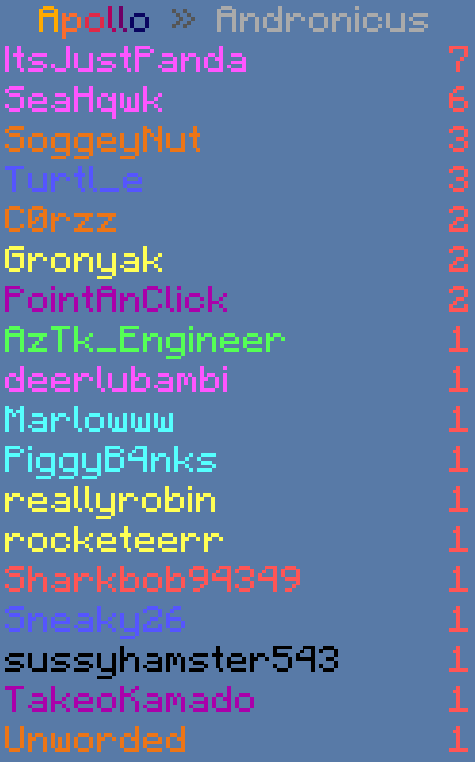 Apollo » Andronicus
ItsJustPanda 7
SeaHqwk 6
SoggeyNut 3
Turtl_e 3
C0rzz 2
Gronyak 2
PointAnClick 2
AzTk_Engineer 1
deerlubambi 1
Marlowww 1
PiggyB4nks 1
reallyrobin 1
rocketeerr 1
Sharkbob94349 1
Sneaky26 1
sussyhamster543 1
TakeoKamado 1
Unworded 1